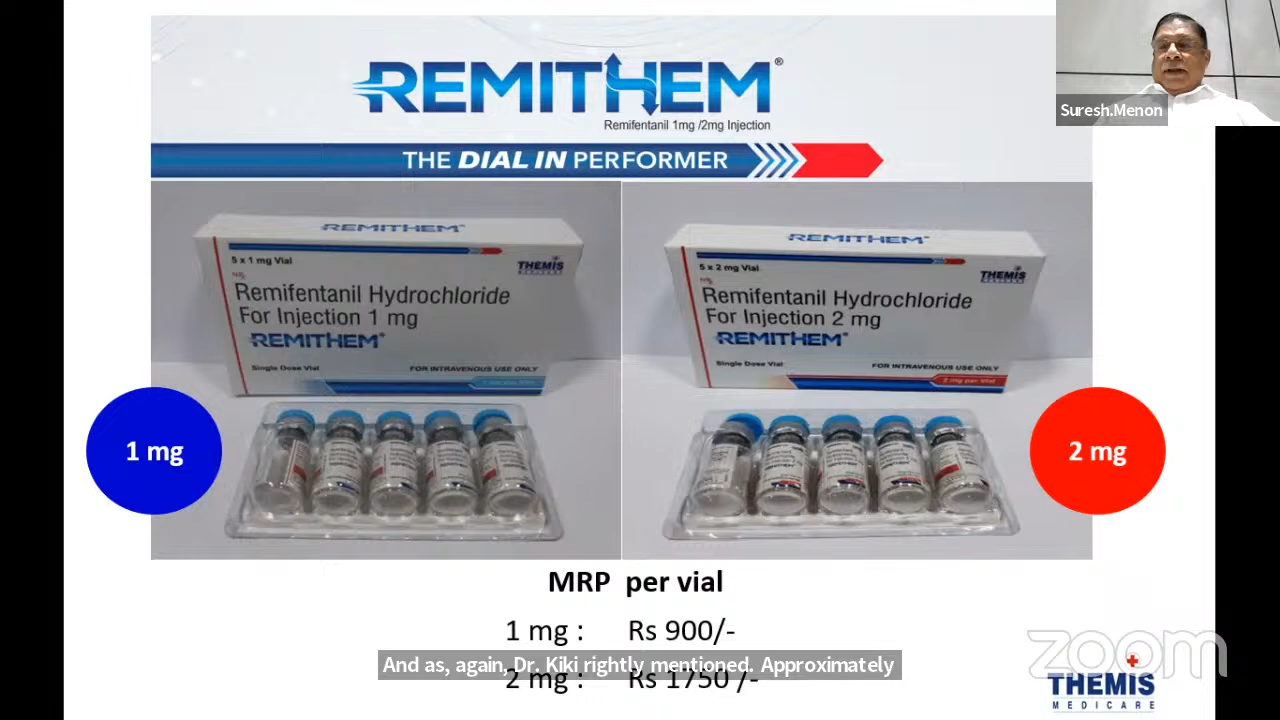 REMITHEM®
Remifentanil 1mg /2mg Injection
THE DIAL IN PERFORMER
Suresh.Menon
REMITHEM®
5 x 1 mg Vial
THEMIS
MEDICARE
Remifentanil Hydrochloride
For Injection 1 mg
REMITHEM®
Single Dose Vial
FOR INTRAVENOUS USE ONLY
REMITHEM®
5 x 2 mg Vial
THEMIS
MEDICARE
Remifentanil Hydrochloride
For Injection 2 mg
REMITHEM®
Single Dose Vial
FOR INTRAVENOUS USE ONLY
2 mg per Vial
1 mg
2 mg
MRP per vial
1 mg : Rs 900/-
And as, again, Dr. Kiki rightly mentioned. Approximately
2 mg : Rs 1750 /-
zoom
THEMIS
MEDICARE